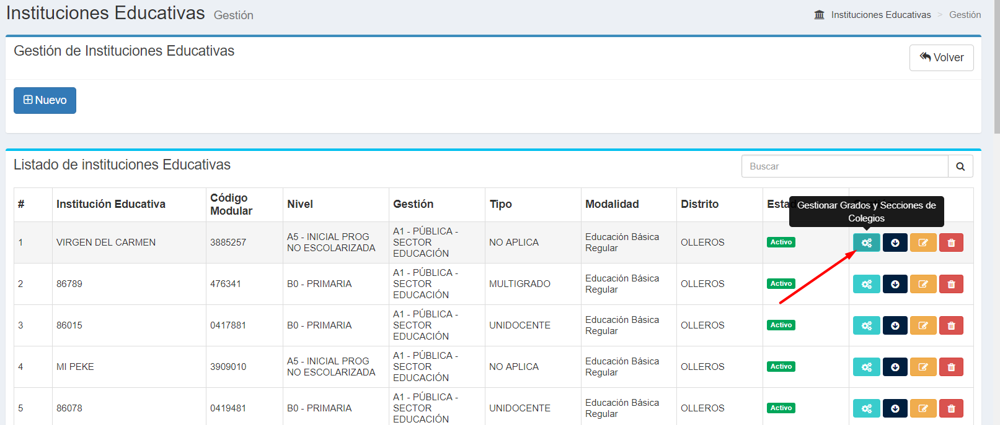 Instituciones Educativas Gestión
Instituciones Educativas > Gestión
Gestión de Instituciones Educativas
Volver
Nuevo
Listado de instituciones Educativas
Buscar
# Institución Educativa Código Modular Nivel Gestión Tipo Modalidad Distrito Estad
Gestionar Grados y Secciones de
Colegios
1 VIRGEN DEL CARMEN 3885257 A5 - INICIAL PROG NO ESCOLARIZADA A1 - PÚBLICA - SECTOR EDUCACIÓN NO APLICA Educación Básica Regular OLLEROS Activo
2 86789 476341 B0 - PRIMARIA A1 - PÚBLICA - SECTOR EDUCACIÓN MULTIGRADO Educación Básica Regular OLLEROS Activo
3 86015 0417881 B0 - PRIMARIA A1 - PÚBLICA - SECTOR EDUCACIÓN UNIDOCENTE Educación Básica Regular OLLEROS Activo
4 MI PEKE 3909010 A5 - INICIAL PROG NO ESCOLARIZADA A1 - PÚBLICA - SECTOR EDUCACIÓN NO APLICA Educación Básica Regular OLLEROS Activo
5 86078 0419481 B0 - PRIMARIA A1 - PÚBLICA - SECTOR EDUCACIÓN UNIDOCENTE Educación Básica Regular OLLEROS Activo